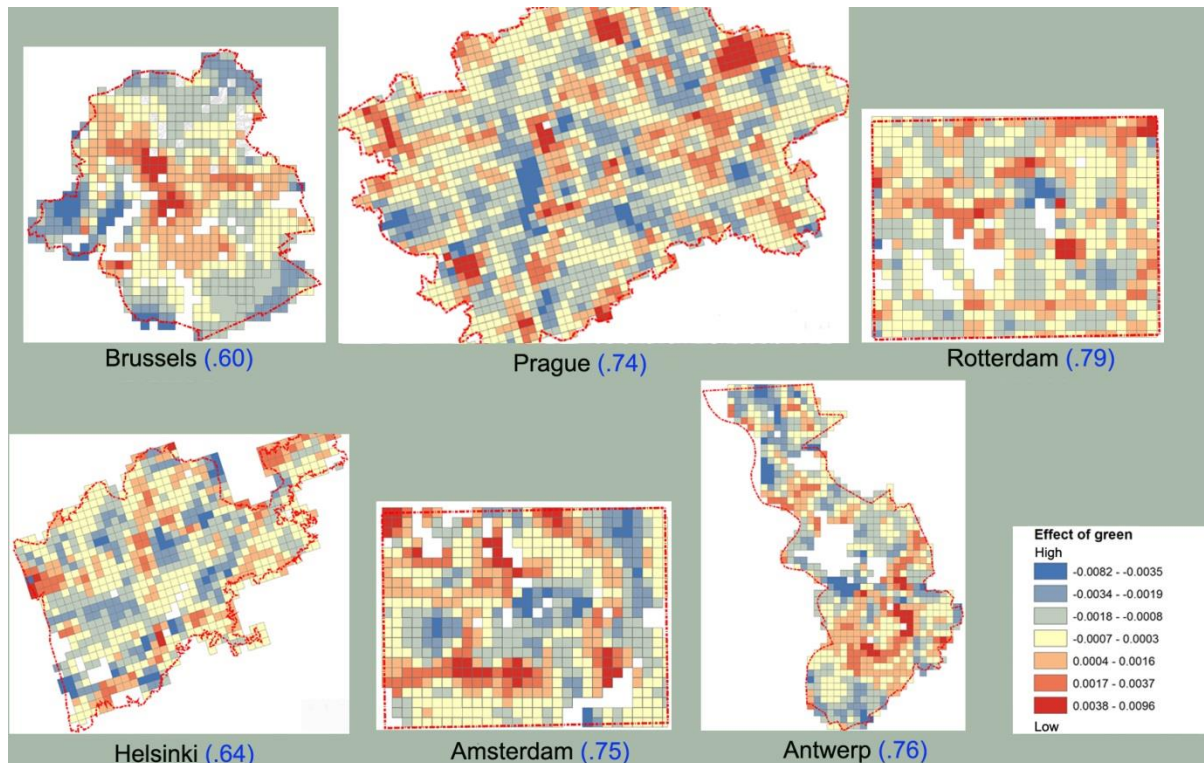 Brussels (.60)
Prague (.74)
Rotterdam (.79)
Helsinki (.64)
Amsterdam (.75)
Antwerp (.76)
Effect of green
High
-0.0082 - -0.0035
-0.0034 - -0.0019
-0.0018 - -0.0008
-0.0007 - 0.0003
0.0004 - 0.0016
0.0017 - 0.0037
0.0038 - 0.0096
Low